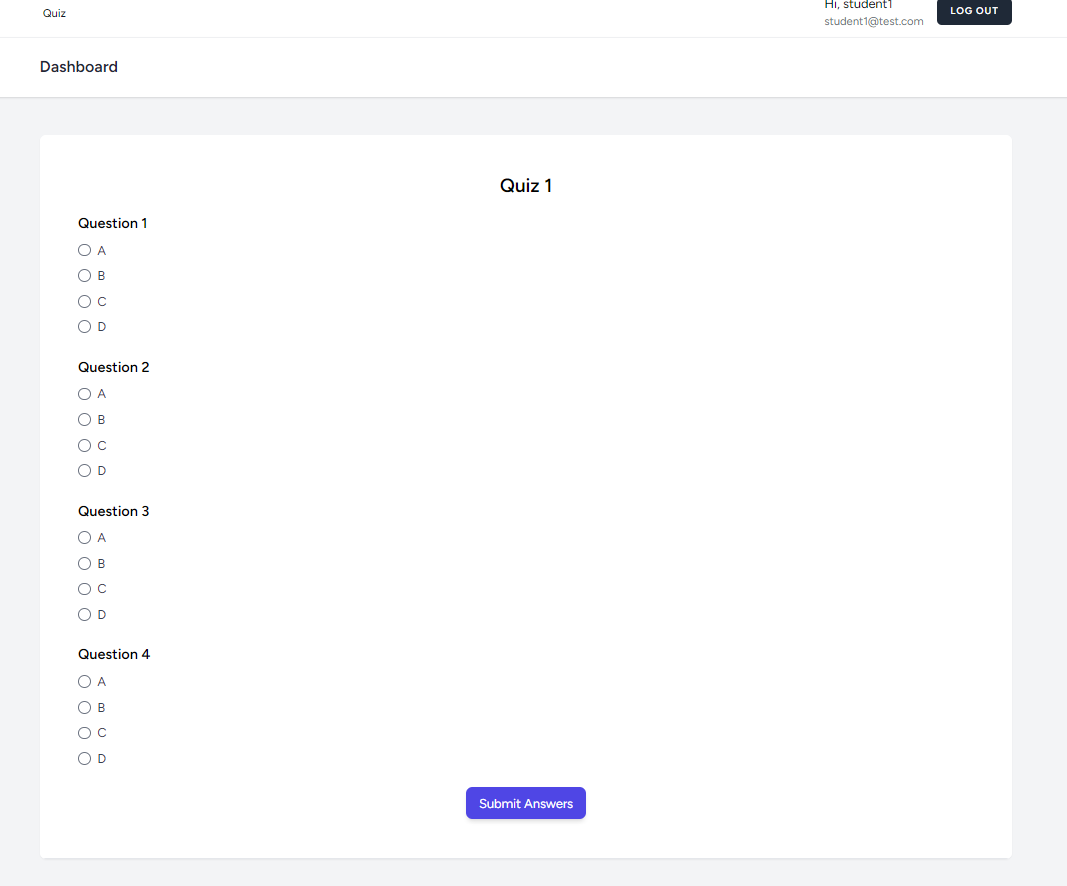 Quiz
Hi, student1
student1@test.com
LOG OUT
Dashboard
Quiz 1
Question 1
A
B
C
D
Question 2
A
B
C
D
Question 3
A
B
C
D
Question 4
A
B
C
D
Submit Answers